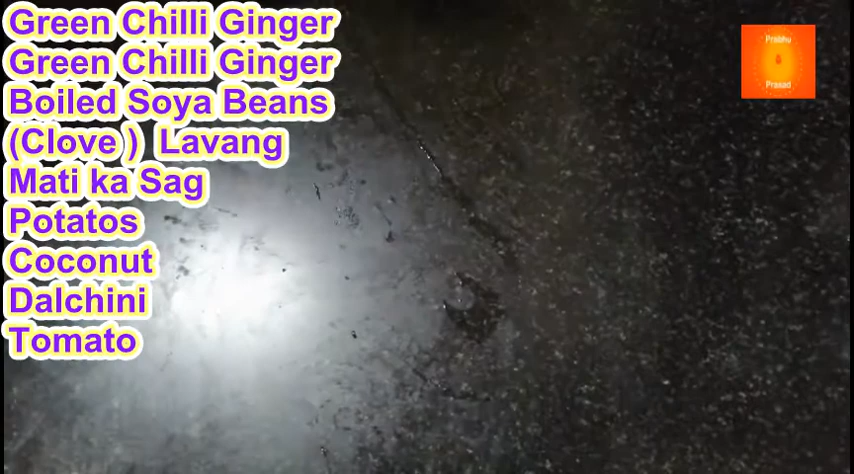 Green Chilli Ginger
Green Chilli Ginger
Boiled Soya Beans
(Clove ) Lavang
Mati ka Sag
Potatos
Coconut
Dalchini
Tomato
Prabhu
Prasad